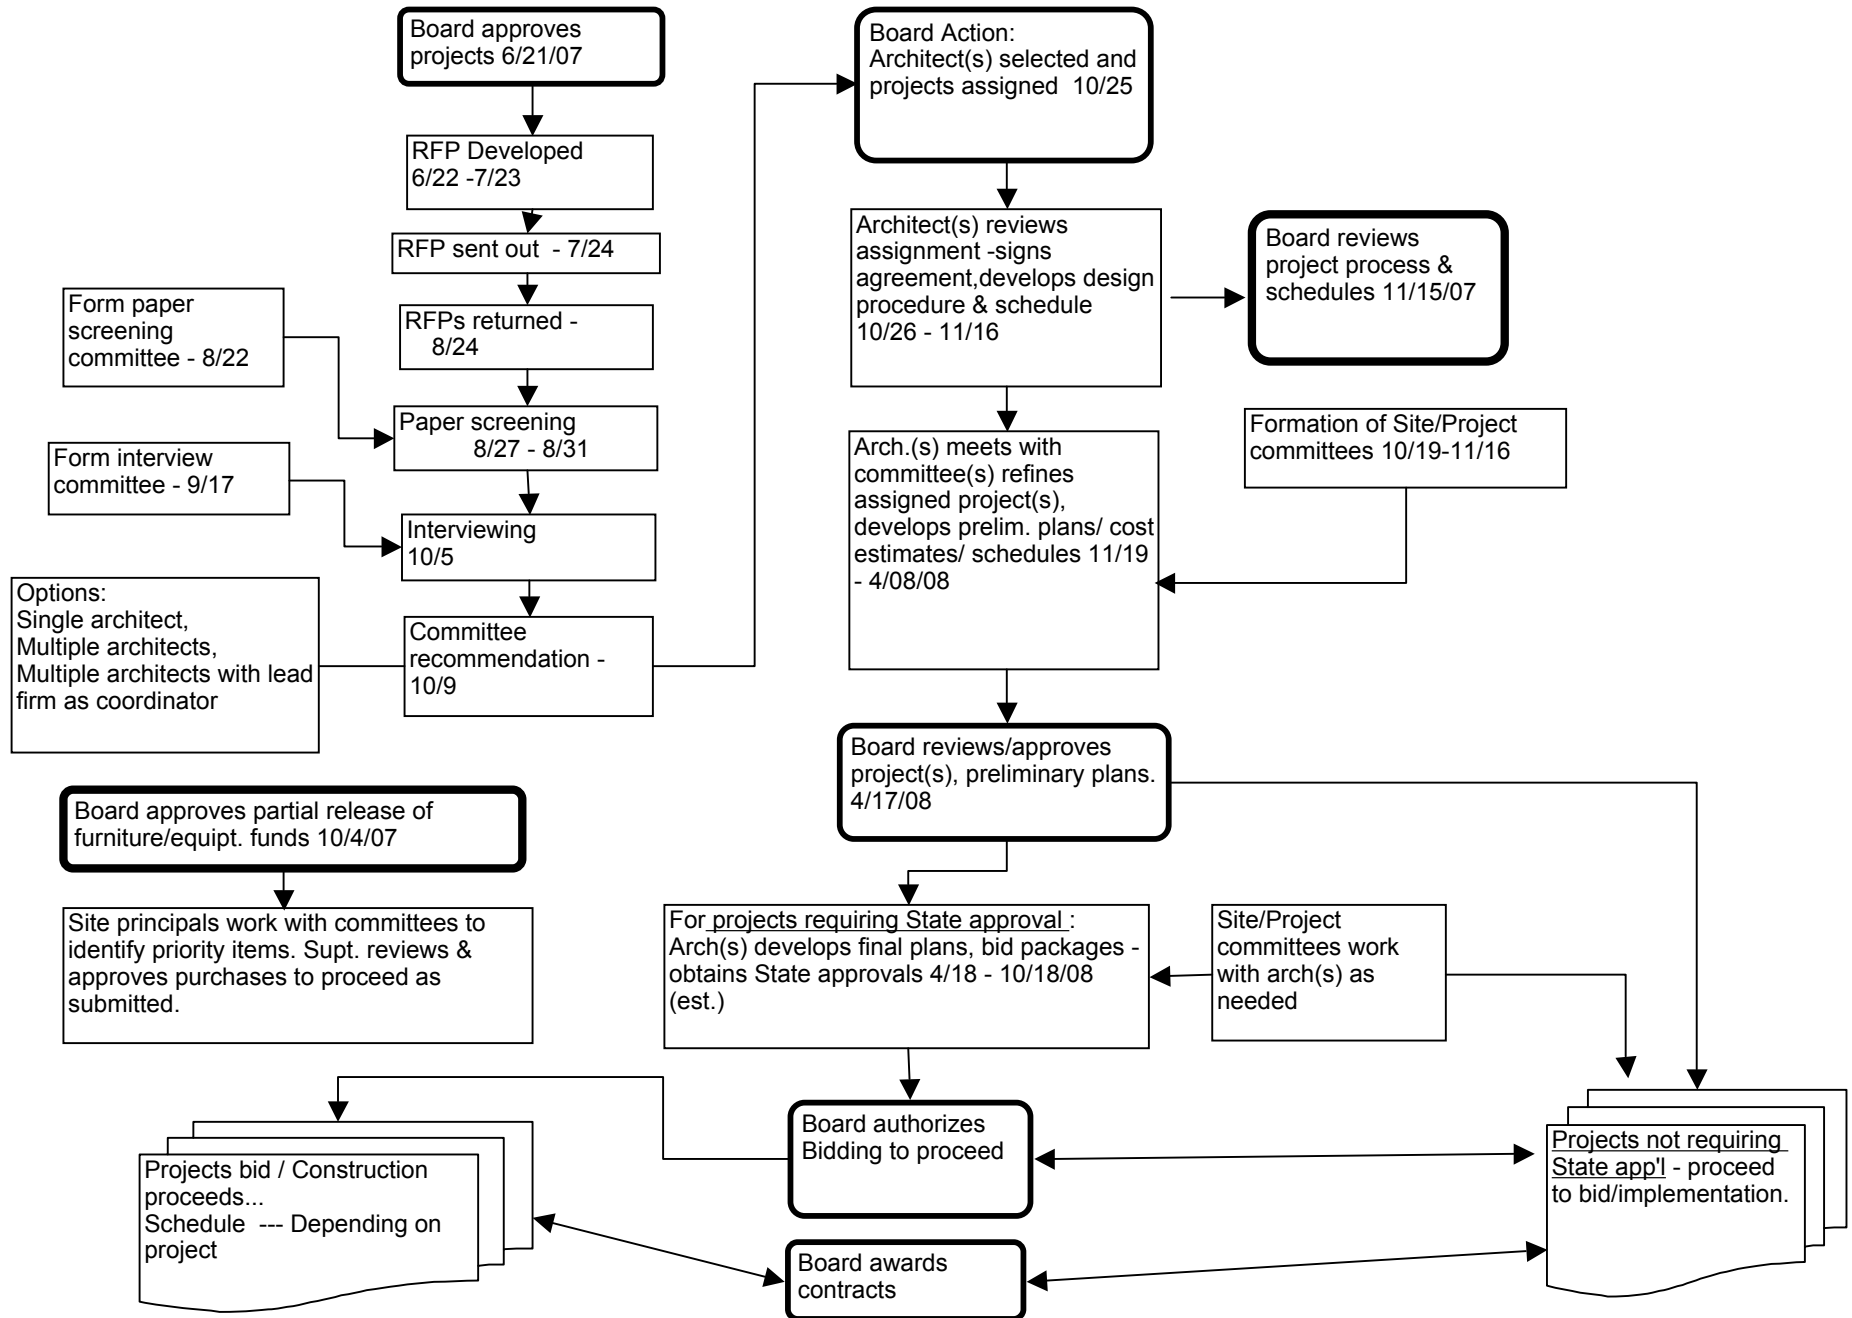 Board approves
projects 6/21/07
RFP Developed
6/22 -7/23
RFP sent out  - 7/24
RFPs returned -
8/24
Form paper
screening
committee - 8/22
Paper screening
8/27 - 8/31
Form interview
committee - 9/17
Interviewing
10/5
Options:
Single architect,
Multiple architects,
Multiple architects with lead
firm as coordinator
Committee
recommendation -
10/9
Board Action:
Architect(s) selected and
projects assigned  10/25
Architect(s) reviews
assignment -signs
agreement,develops design
procedure & schedule
10/26 - 11/16
Board reviews
project process &
schedules 11/15/07
Formation of Site/Project
committees 10/19-11/16
Arch.(s) meets with
committee(s) refines
assigned project(s),
develops prelim. plans/ cost
estimates/ schedules 11/19
- 4/08/08
Board reviews/approves
project(s), preliminary plans.
4/17/08
Board approves partial release of
furniture/equipt. funds 10/4/07
Site principals work with committees to
identify priority items. Supt. reviews &
approves purchases to proceed as
submitted.
For projects requiring State approval :
Arch(s) develops final plans, bid packages -
obtains State approvals 4/18 - 10/18/08
(est.)
Site/Project
committees work
with arch(s) as
needed
Board authorizes
Bidding to proceed
Projects not requiring
State app'l - proceed
to bid/implementation.
Projects bid / Construction
proceeds...
Schedule  --- Depending on
project
Board awards
contracts